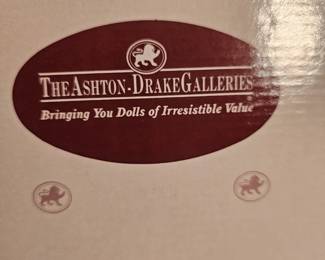 THE ASHTON-DRAKE GALLERIES®
Bringing You Dolls of Irresistible Value